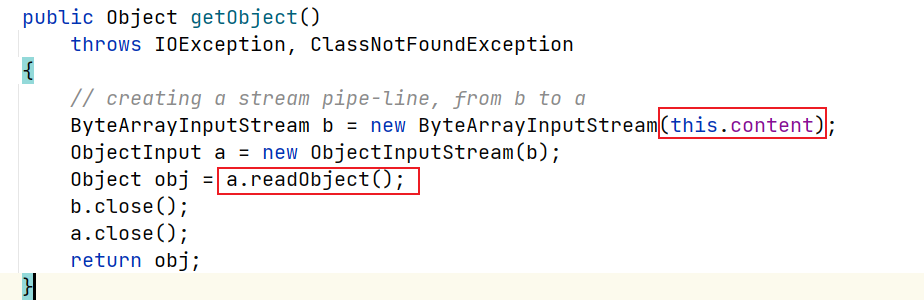 public Object getObject()
    throws IOException, ClassNotFoundException
{
    // creating a stream pipe-line, from b to a
    ByteArrayInputStream b = new ByteArrayInputStream(this.content);
    ObjectInput a = new ObjectInputStream(b);
    Object obj = a.readObject();
    b.close();
    a.close();
    return obj;
}